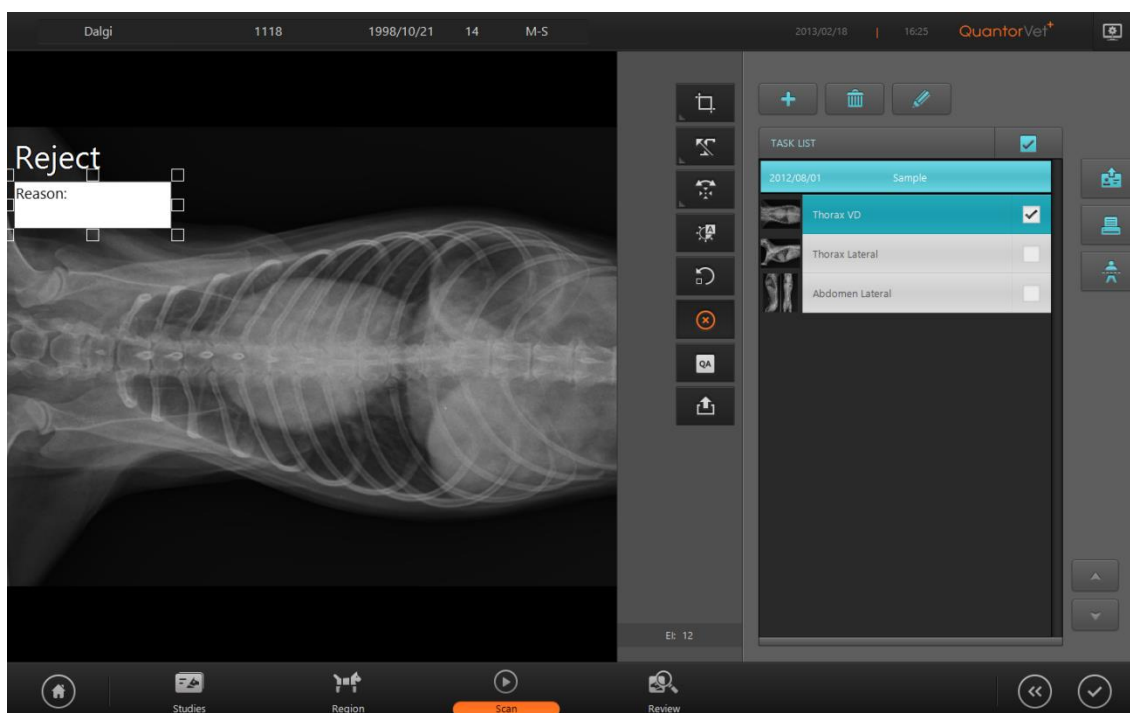 Dalgi 1118 1998/10/21 14 M-S 2013/02/18 | 16:25 QuantorVet+
Reject
Reason:
TASK LIST
2012/08/01 Sample
Thorax VD
Thorax Lateral
Abdomen Lateral
A
QA
EI: 12
Studies Region Scan Review